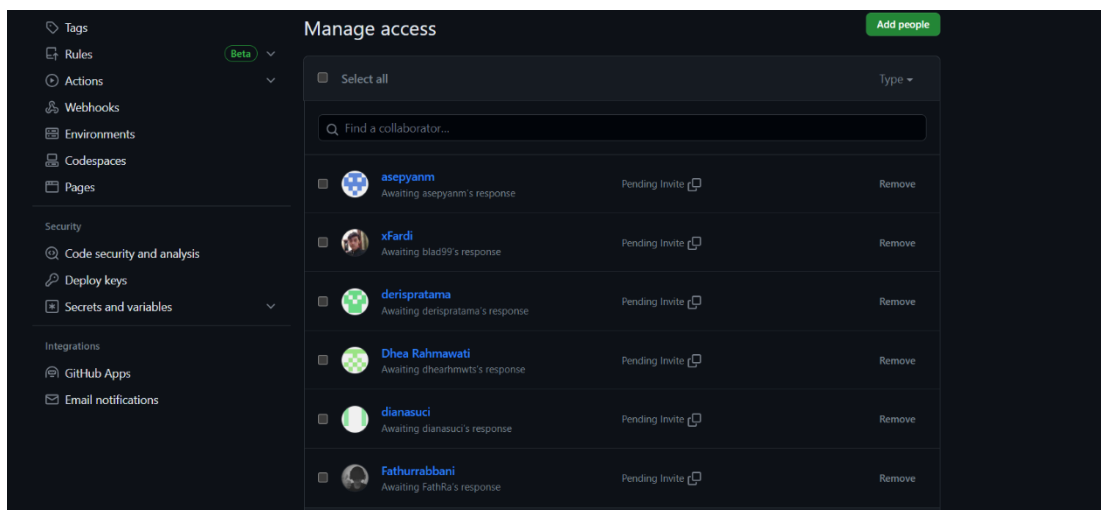 Tags
Rules Beta
Actions
Webhooks
Environments
Codespaces
Pages
Security
Code security and analysis
Deploy keys
Secrets and variables
Integrations
GitHub Apps
Email notifications
Manage access Add people
Select all Type
Find a collaborator...
asepyanm
Awaiting asepyanm's response
Pending Invite Remove
xFardi
Awaiting blad99's response
Pending Invite Remove
derispratama
Awaiting derispratama's response
Pending Invite Remove
Dhea Rahmawati
Awaiting dhearhmwts's response
Pending Invite Remove
dianasuci
Awaiting dianasuci's response
Pending Invite Remove
Fathurrabbani
Awaiting FathRa's response
Pending Invite Remove